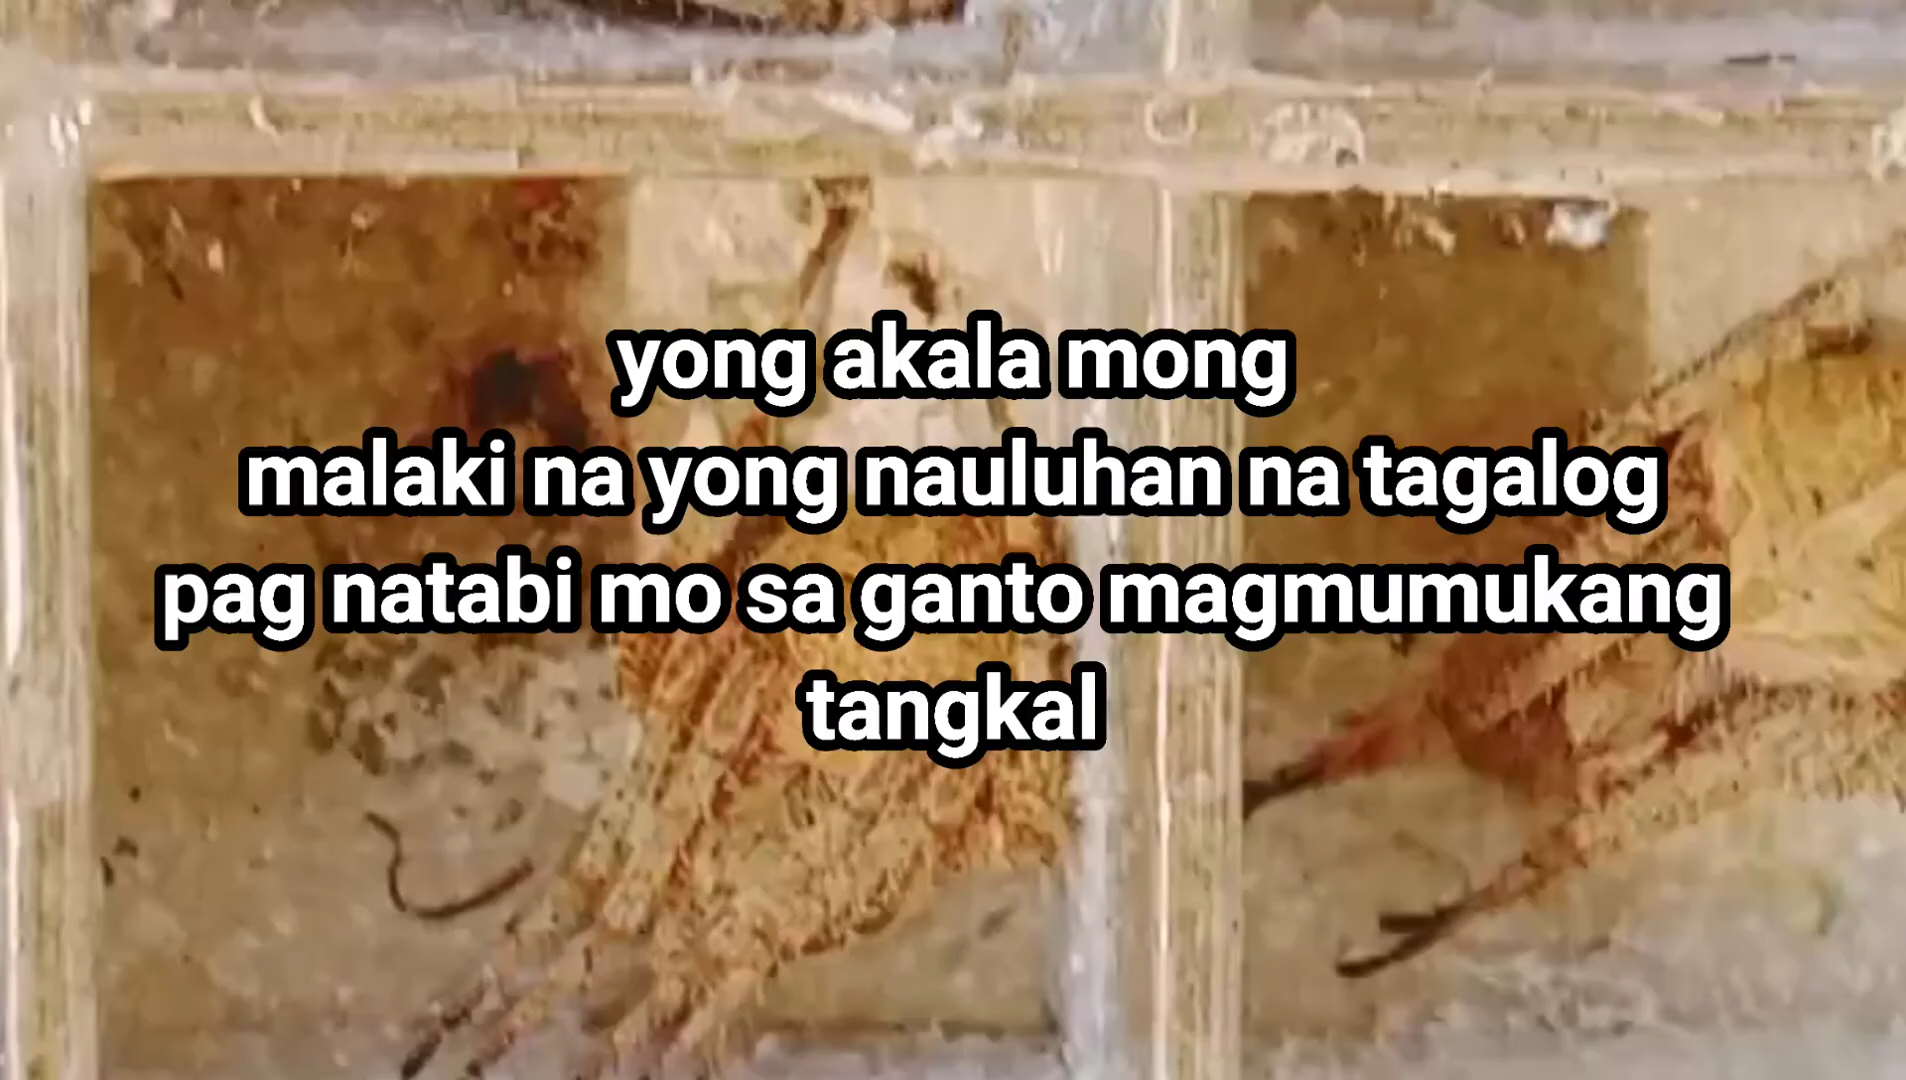 yong akala mong
malaki na yong nauluhan na tagalog
pag natabi mo sa ganto magmumukang
tangkal